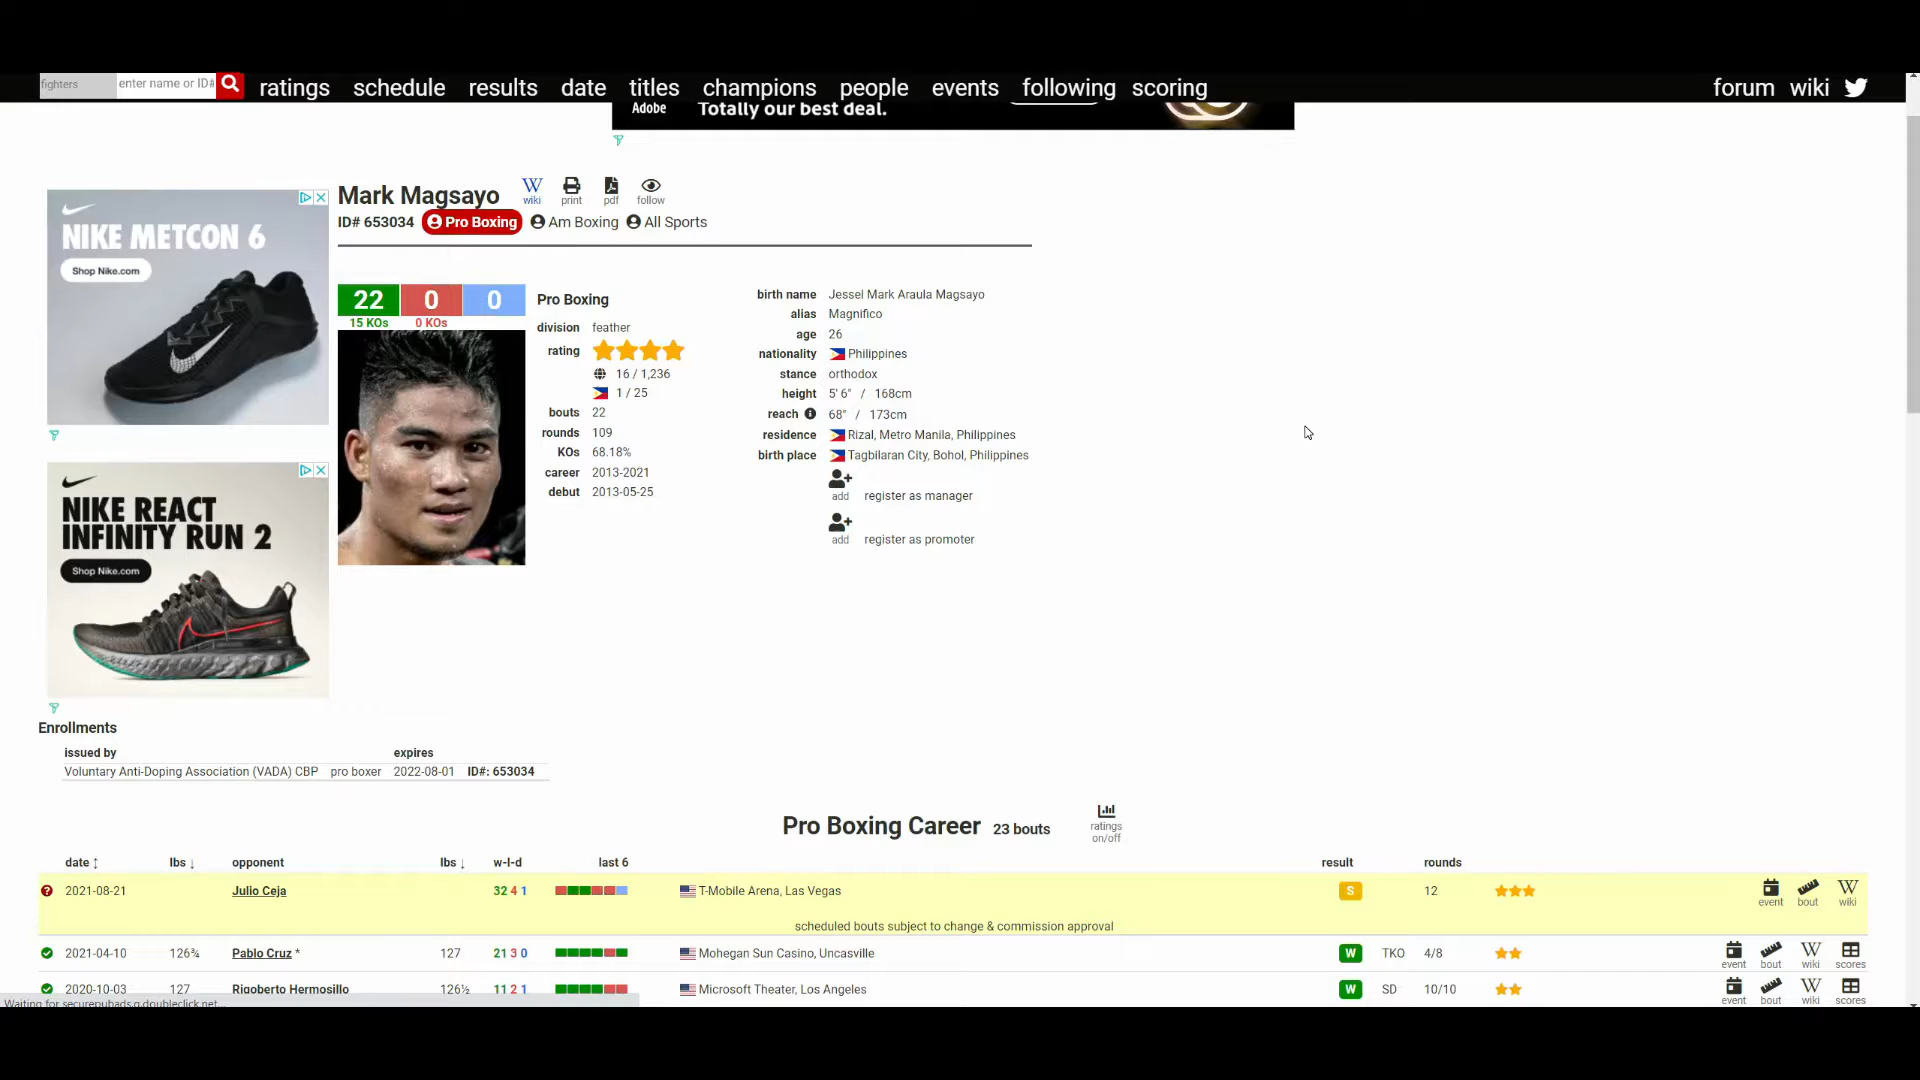 fighters enter name or ID# ratings schedule results date titles champions people events following scoring forum wiki
Adobe Totally our best deal.
NIKE METCON 6
Shop Nike.com
NIKE REACT
INFINITY RUN 2
Shop Nike.com
Mark Magsayo
wiki print pdf follow
ID# 653034 Pro Boxing Am Boxing All Sports
22 0 0
15 KOs 0 KOs
Pro Boxing
division feather
rating
16 / 1,236
1 / 25
bouts 22
rounds 109
KOs 68.18%
career 2013-2021
debut 2013-05-25
birth name Jessel Mark Araula Magsayo
alias Magnifico
age 26
nationality Philippines
stance orthodox
height 5' 6" / 168cm
reach 68" / 173cm
residence Rizal, Metro Manila, Philippines
birth place Tagbilaran City, Bohol, Philippines
add register as manager
add register as promoter
Enrollments
issued by expires
Voluntary Anti-Doping Association (VADA) CBP pro boxer 2022-08-01 ID#: 653034
Pro Boxing Career 23 bouts
ratings
on/off
date lbs opponent lbs w-l-d last 6 result rounds
2021-08-21 Julio Ceja 32 4 1 T-Mobile Arena, Las Vegas S 12 event bout wiki
scheduled bouts subject to change & commission approval
2021-04-10 126¾ Pablo Cruz * 127 21 3 0 Mohegan Sun Casino, Uncasville W TKO 4/8 event bout wiki scores
2020-10-03 127 Rigoberto Hermosillo 126½ 11 2 1 Microsoft Theater, Los Angeles W SD 10/10 event bout wiki scores
Waiting for securepubads.g.doubleclick.net...